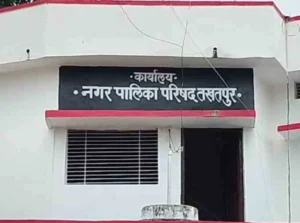 · कार्यालय ·
· नगर पालिका परिषद तखतपुर ·